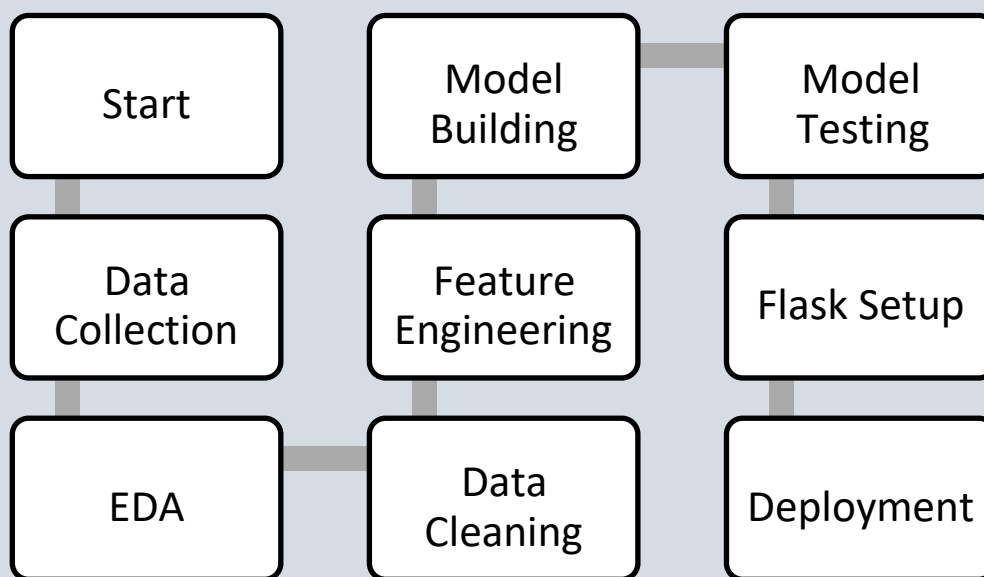 Start
Data
Collection
EDA
Data
Cleaning
Feature
Engineering
Model
Building
Model
Testing
Flask Setup
Deployment